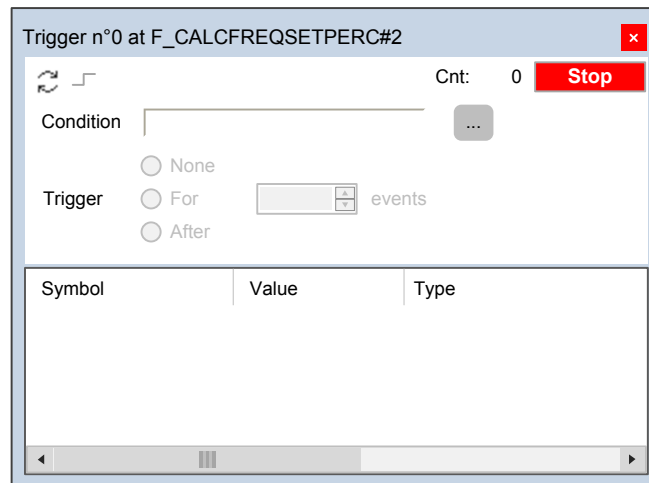 Trigger n°0 at F_CALCFREQSETPERC#2
Cnt: 0 Stop
Condition ...
None
Trigger For events
After
Symbol Value Type